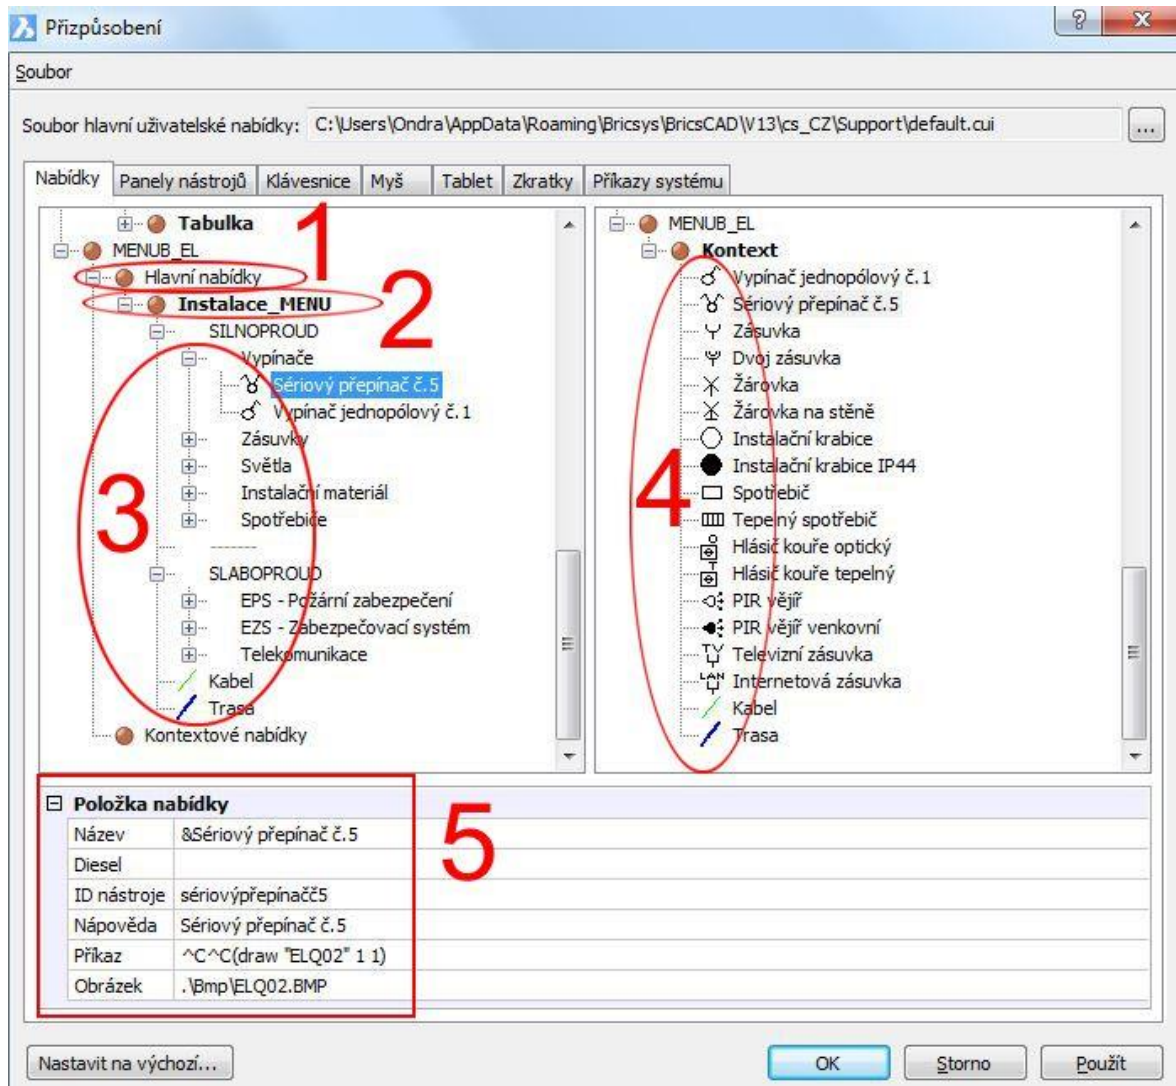 Přizpůsobení
Soubor
Soubor hlavní uživatelské nabídky: C:\Users\Ondra\AppData\Roaming\Bricsys\BricsCAD\V13\cs_CZ\Support\default.cui ...
Nabídky Panely nástrojů Klávesnice Myš Tablet Zkratky Příkazy systému
Tabulka
MENUB_EL
Hlavní nabídky
1
Instalace_MENU
2
SILNOPROUD
Vypínače
Sériový přepínač č.5
Vypínač jednopólový č.1
Zásuvky
Světla
Instalační materiál
Spotřebiče
3
SLABOPROUD
EPS - Požární zabezpečení
EZS - Zabezpečovací systém
Telekomunikace
Kabel
Trasa
Kontextové nabídky
MENUB_EL
Kontext
Vypínač jednopólový č.1
Sériový přepínač č.5
Zásuvka
Dvoj zásuvka
Žárovka
Žárovka na stěně
Instalační krabice
Instalační krabice IP44
4
Spotřebič
Tepelný spotřebič
Hlásič kouře optický
T
Hlásič kouře tepelný
PIR vějíř
PIR vějíř venkovní
TV Televizní zásuvka
LAN Internetová zásuvka
Kabel
Trasa
Položka nabídky
Název &Sériový přepínač č.5
Diesel
ID nástroje sériovýpřepínačč5
Nápověda Sériový přepínač č.5
Příkaz ^C^C(draw "ELQ02" 1 1)
Obrázek .\Bmp\ELQ02.BMP
5
Nastavit na výchozí... OK Storno Použít